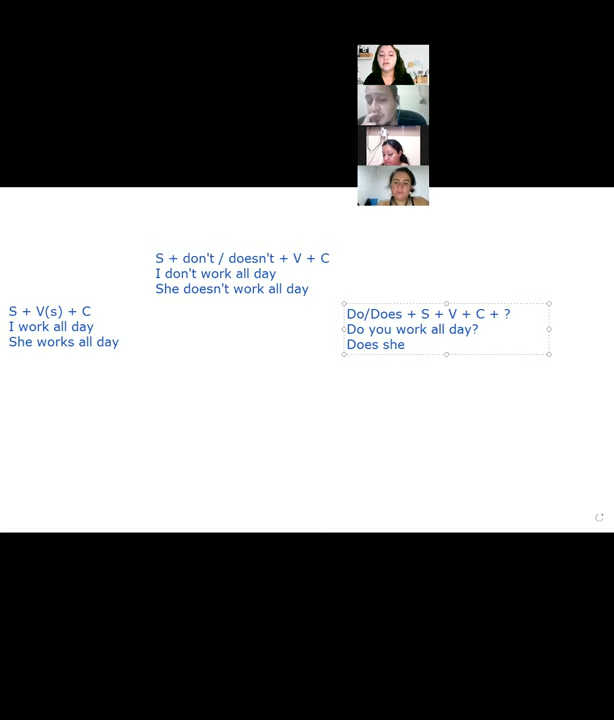 S + don't / doesn't + V + C
I don't work all day
She doesn't work all day
S + V(s) + C
I work all day
She works all day
Do/Does + S + V + C + ?
Do you work all day?
Does she